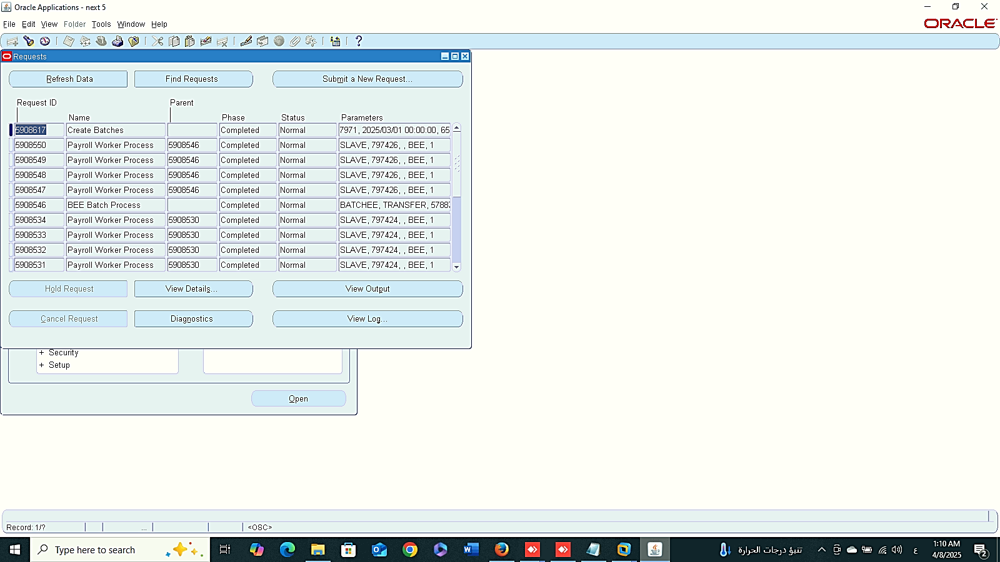 Oracle Applications - next 5
File Edit View Folder Tools Window Help
ORACLE
Requests
Refresh Data Find Requests Submit a New Request...
Request ID Parent
Name Phase Status Parameters
5908617 Create Batches Completed Normal 7971, 2025/03/01 00:00:00, 65
5908550 Payroll Worker Process 5908546 Completed Normal SLAVE, 797426, , BEE, 1
5908549 Payroll Worker Process 5908546 Completed Normal SLAVE, 797426, , BEE, 1
5908548 Payroll Worker Process 5908546 Completed Normal SLAVE, 797426, , BEE, 1
5908547 Payroll Worker Process 5908546 Completed Normal SLAVE, 797426, , BEE, 1
5908546 BEE Batch Process Completed Normal BATCHEE, TRANSFER, 57887
5908534 Payroll Worker Process 5908530 Completed Normal SLAVE, 797424, , BEE, 1
5908533 Payroll Worker Process 5908530 Completed Normal SLAVE, 797424, , BEE, 1
5908532 Payroll Worker Process 5908530 Completed Normal SLAVE, 797424, , BEE, 1
5908531 Payroll Worker Process 5908530 Completed Normal SLAVE, 797424, , BEE, 1
Hold Request View Details... View Output
Cancel Request Diagnostics View Log...
+ Security
+ Setup
Open
Record: 1/? ... <OSC>
Type here to search تنبؤ درجات الحرارة ع 1:10 AM
4/8/2025 2